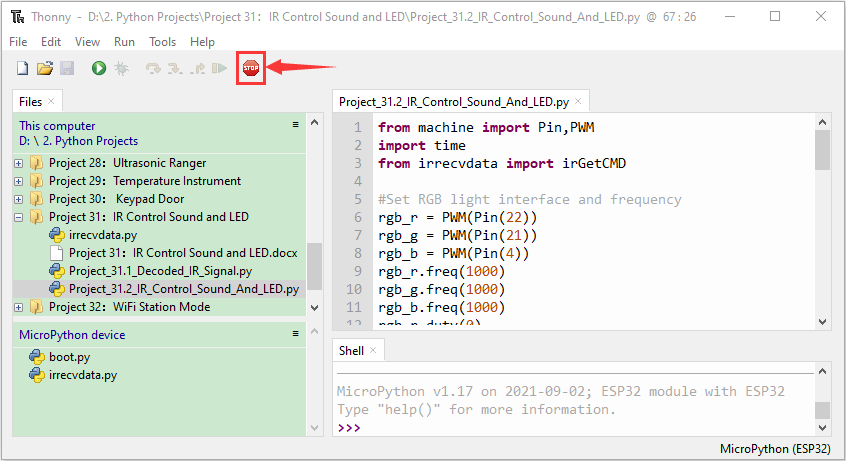 Thonny - D:\2. Python Projects\Project 31：IR Control Sound and LED\Project_31.2_IR_Control_Sound_And_LED.py @ 67 : 26
File Edit View Run Tools Help
STOP
Files ×
This computer
D: \ 2. Python Projects
Project 28：Ultrasonic Ranger
Project 29：Temperature Instrument
Project 30： Keypad Door
Project 31：IR Control Sound and LED
irrecvdata.py
Project 31：IR Control Sound and LED.docx
Project_31.1_Decoded_IR_Signal.py
Project_31.2_IR_Control_Sound_And_LED.py
Project 32：WiFi Station Mode
MicroPython device
boot.py
irrecvdata.py
Project_31.2_IR_Control_Sound_And_LED.py ×
1 from machine import Pin,PWM
2 import time
3 from irrecvdata import irGetCMD
4
5 #Set RGB light interface and frequency
6 rgb_r = PWM(Pin(22))
7 rgb_g = PWM(Pin(21))
8 rgb_b = PWM(Pin(4))
9 rgb_r.freq(1000)
10 rgb_g.freq(1000)
11 rgb_b.freq(1000)
12 rgb_r.duty(0)
Shell ×
MicroPython v1.17 on 2021-09-02; ESP32 module with ESP32
Type "help()" for more information.
>>>
MicroPython (ESP32)